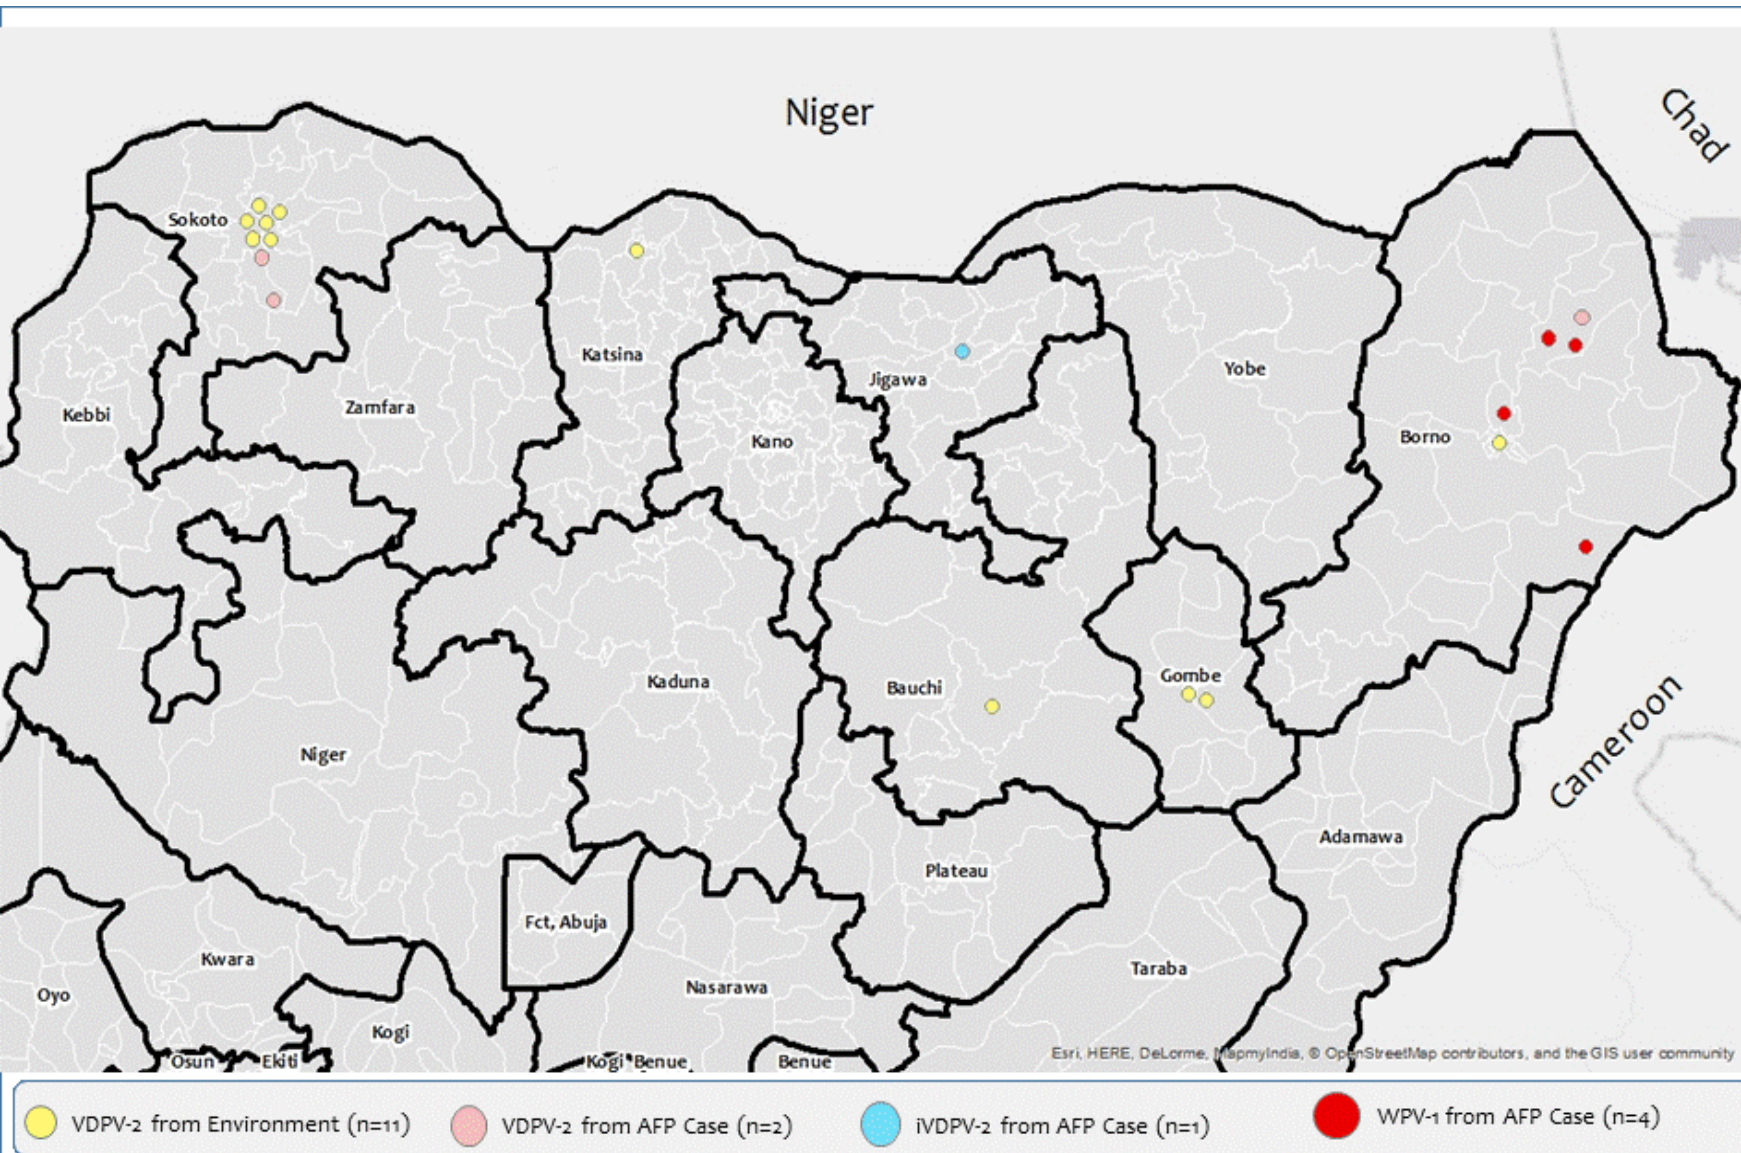 Niger
Chad
Sokoto
Katsina
Yobe
Jigawa
Zamfara
Kebbi
Borno
Kano
Gombe
Kaduna
Bauchi
Niger
Cameroon
Adamawa
Plateau
Fct, Abuja
Kwara
Taraba
Nasarawa
Oyo
Kogi
Osun
Ekiti
Kogi
Benue
Benue
Esri, HERE, DeLorme, MapmyIndia, © OpenStreetMap contributors, and the GIS user community
VDPV-2 from Environment (n=11)
VDPV-2 from AFP Case (n=2)
iVDPV-2 from AFP Case (n=1)
WPV-1 from AFP Case (n=4)